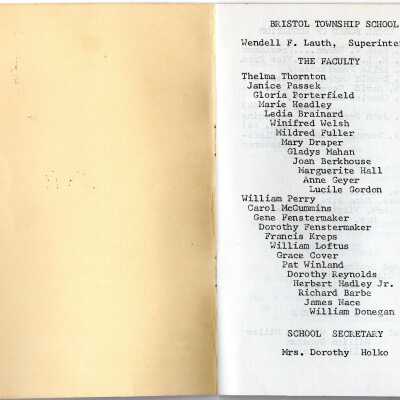 BRISTOL TOWNSHIP SCHOOL
Wendell F. Lauth, Superinte
THE FACULTY
Thelma Thornton
Janice Passek
Gloria Porterfield
Marie Headley
Ledia Brainard
Winifred Welsh
Mildred Fuller
Mary Draper
Gladys Mahan
Joan Berkhouse
Marguerite Hall
Anne Geyer
Lucile Gordon
William Perry
Carol McCummins
Gene Fenstermaker
Dorothy Fenstermaker
Francis Kreps
William Loftus
Grace Cover
Pat Winland
Dorothy Reynolds
Herbert Hadley Jr.
Richard Barbe
James Nace
William Donegan
SCHOOL SECRETARY
Mrs. Dorothy Holko